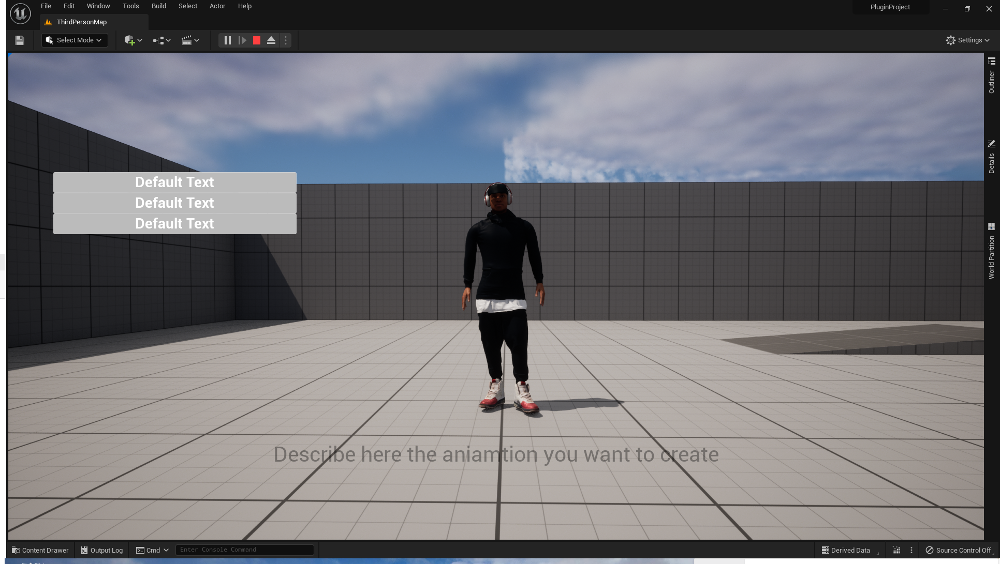 File Edit Window Tools Build Select Actor Help
PluginProject
ThirdPersonMap
Select Mode
Settings
Outliner
Details
World Partition
Default Text
Default Text
Default Text
Describe here the aniamtion you want to create
Content Drawer
Output Log
Cmd
Enter Console Command
Derived Data
Source Control Off